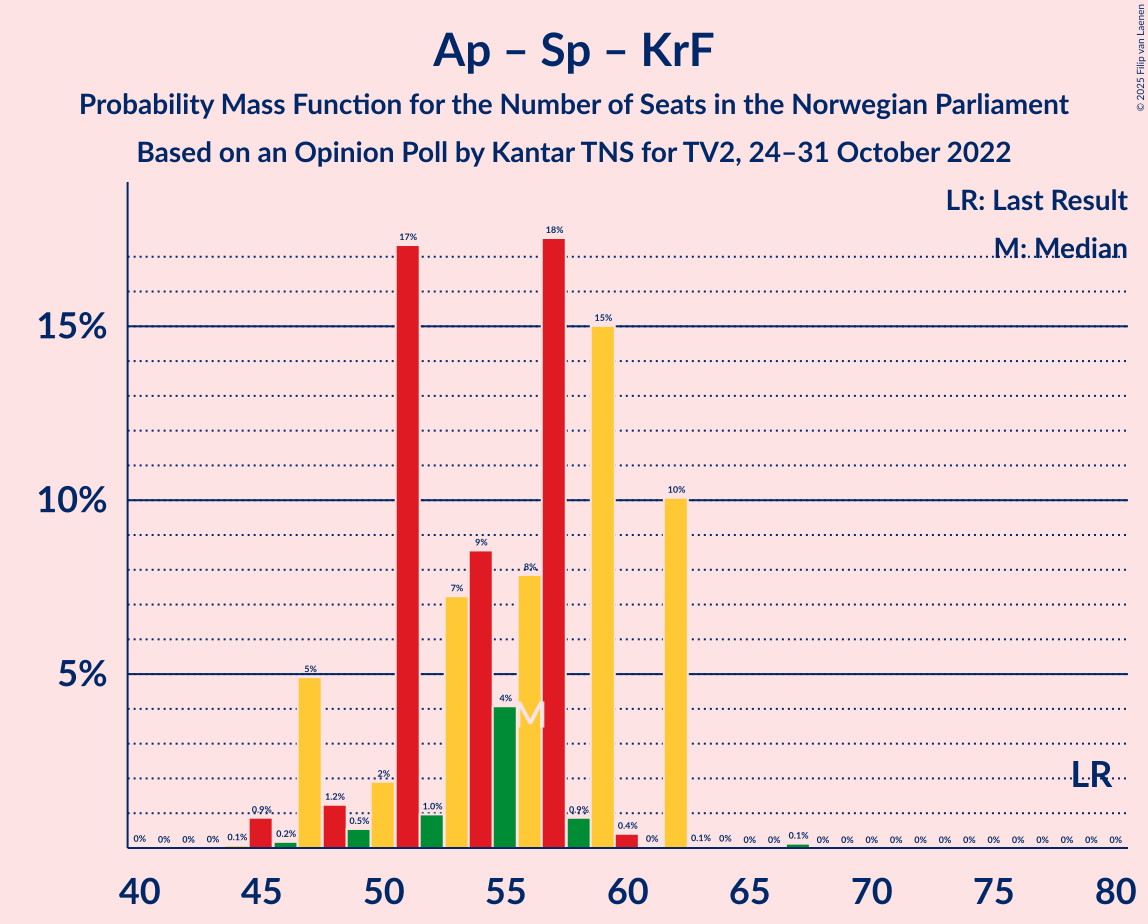 Ap – Sp – KrF
Probability Mass Function for the Number of Seats in the Norwegian Parliament
Based on an Opinion Poll by Kantar TNS for TV2, 24–31 October 2022
© 2025 Filip van Laenen
LR: Last Result
M: Median
15%
10%
5%
0% 0% 0% 0% 0.1% 0.9% 0.2% 5% 1.2% 0.5% 2% 17% 1.0% 7% 9% 4% 8% 18% 0.9% 15% 0.4% 0% 10% 0.1% 0% 0% 0% 0.1% 0% 0% 0% 0% 0% 0% 0% 0% 0% 0% 0% 0% 0%
M
LR
40 45 50 55 60 65 70 75 80